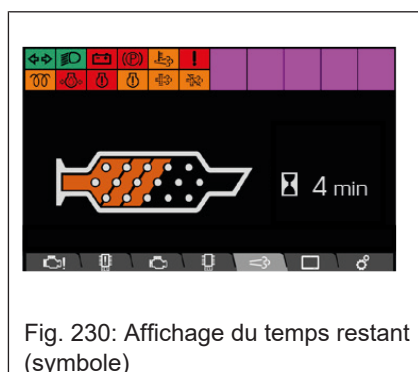 (P)
!
4 min
!
Fig. 230: Affichage du temps restant
(symbole)